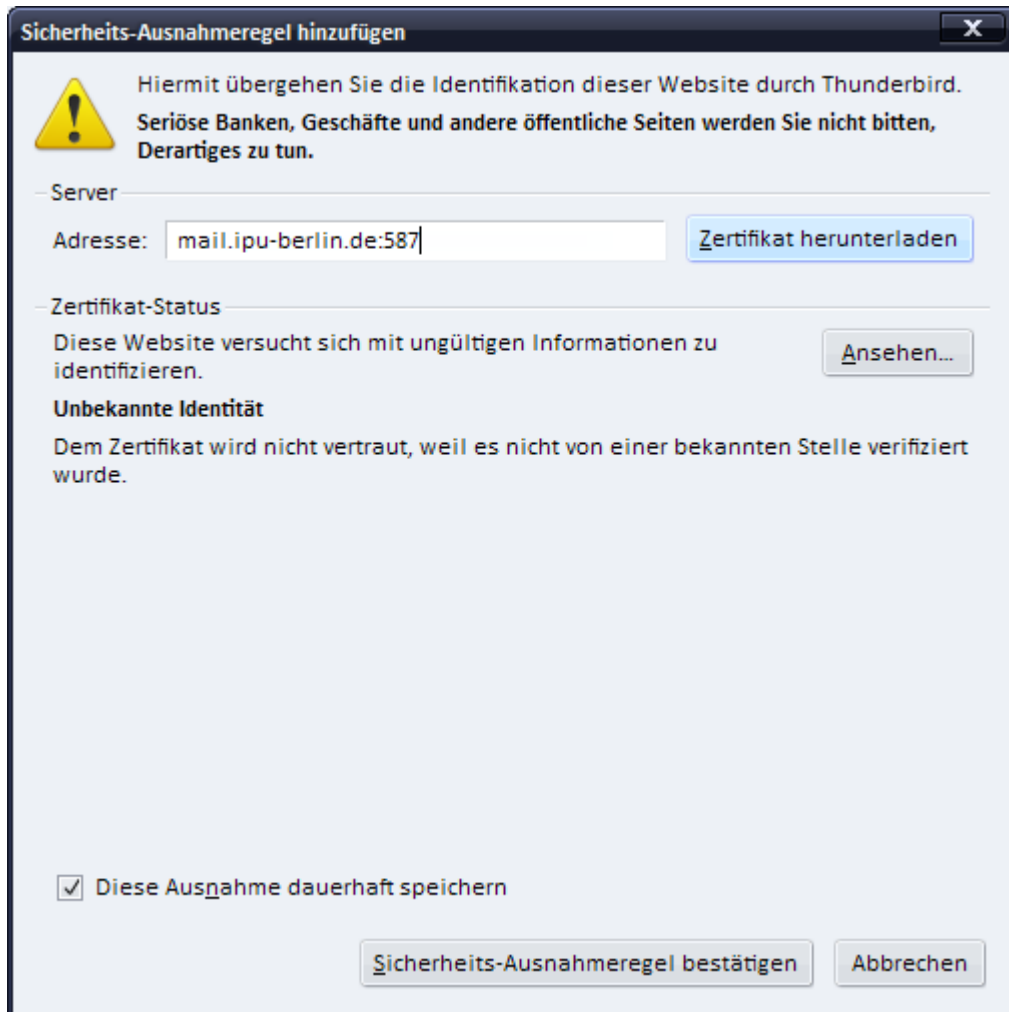 Sicherheits-Ausnahmeregel hinzufügen
X
Hiermit übergehen Sie die Identifikation dieser Website durch Thunderbird.
Seriöse Banken, Geschäfte und andere öffentliche Seiten werden Sie nicht bitten,
Derartiges zu tun.
Server
Adresse: mail.ipu-berlin.de:587 Zertifikat herunterladen
Zertifikat-Status
Diese Website versucht sich mit ungültigen Informationen zu
identifizieren.
Ansehen...
Unbekannte Identität
Dem Zertifikat wird nicht vertraut, weil es nicht von einer bekannten Stelle verifiziert
wurde.
Diese Ausnahme dauerhaft speichern
Sicherheits-Ausnahmeregel bestätigen Abbrechen